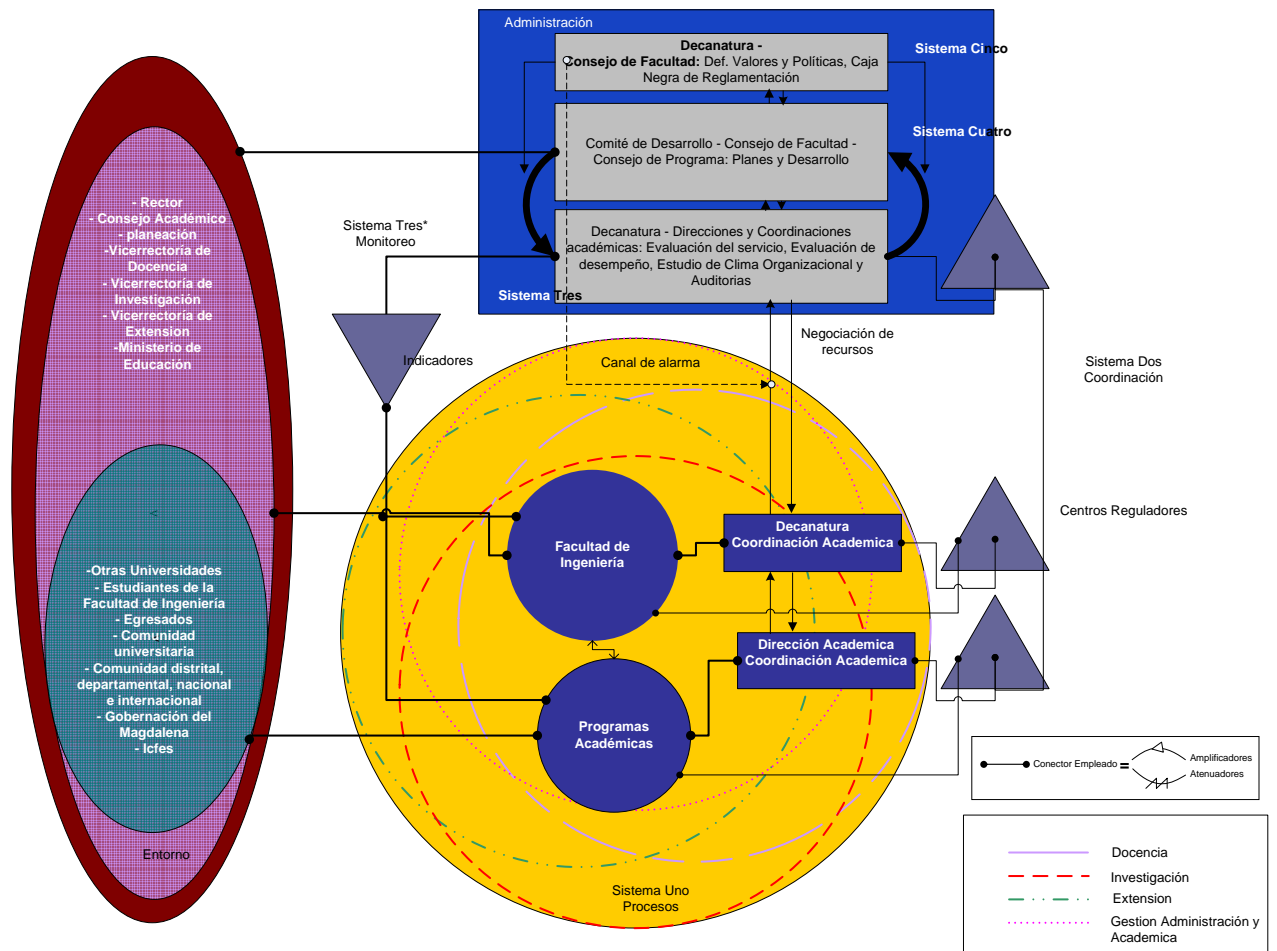 Administración
Decanatura -
Consejo de Facultad: Def. Valores y Políticas, Caja
Negra de Reglamentación
Sistema Cinco
Comité de Desarrollo - Consejo de Facultad -
Consejo de Programa: Planes y Desarrollo
Sistema Cuatro
Decanatura - Direcciones y Coordinaciones
académicas: Evaluación del servicio, Evaluación de
desempeño, Estudio de Clima Organizacional y
Auditorias
Sistema Tres
- Rector
- Consejo Académico
- planeación
-Vicerrectoría de
Docencia
- Vicerrectoría de
Investigación
- Vicerrectoría de
Extension
-Ministerio de
Educación
<
-Otras Universidades
- Estudiantes de la
Facultad de Ingeniería
- Egresados
- Comunidad
universitaria
- Comunidad distrital,
departamental, nacional
e internacional
- Gobernación del
Magdalena
- Icfes
Entorno
Sistema Tres*
Monitoreo
Indicadores
Canal de alarma
Negociación de
recursos
Sistema Dos
Coordinación
Centros Reguladores
Facultad de
Ingeniería
Decanatura
Coordinación Academica
Dirección Academica
Coordinación Academica
Programas
Académicas
Sistema Uno
Procesos
Conector Empleado =
Amplificadores
Atenuadores
Docencia
Investigación
Extension
Gestion Administración y
Academica